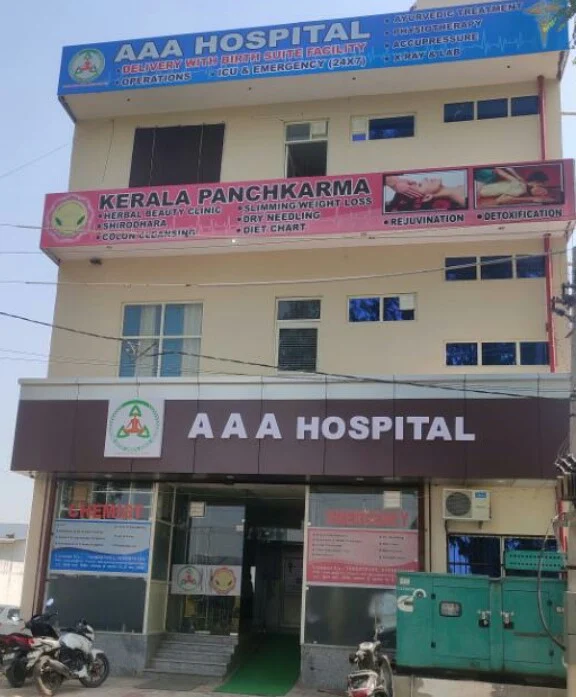 AAA HOSPITAL
• DELIVERY WITH BIRTH SUITE FACILITY
• OPERATIONS • ICU & EMERGENCY (24X7)
• AYURVEDIC TREATMENT
• PHYSIOTHERAPY
• ACCUPRESSURE
• X-RAY & LAB
KERALA PANCHKARMA
• HERBAL BEAUTY CLINIC
• SHIRODHARA
• COLON CLEANSING
• SLIMMING WEIGHT LOSS
• DRY NEEDLING
• DIET CHART
• REJUVINATION
• DETOXIFICATION
AAA HOSPITAL
CHEMIST
EMERGENCY